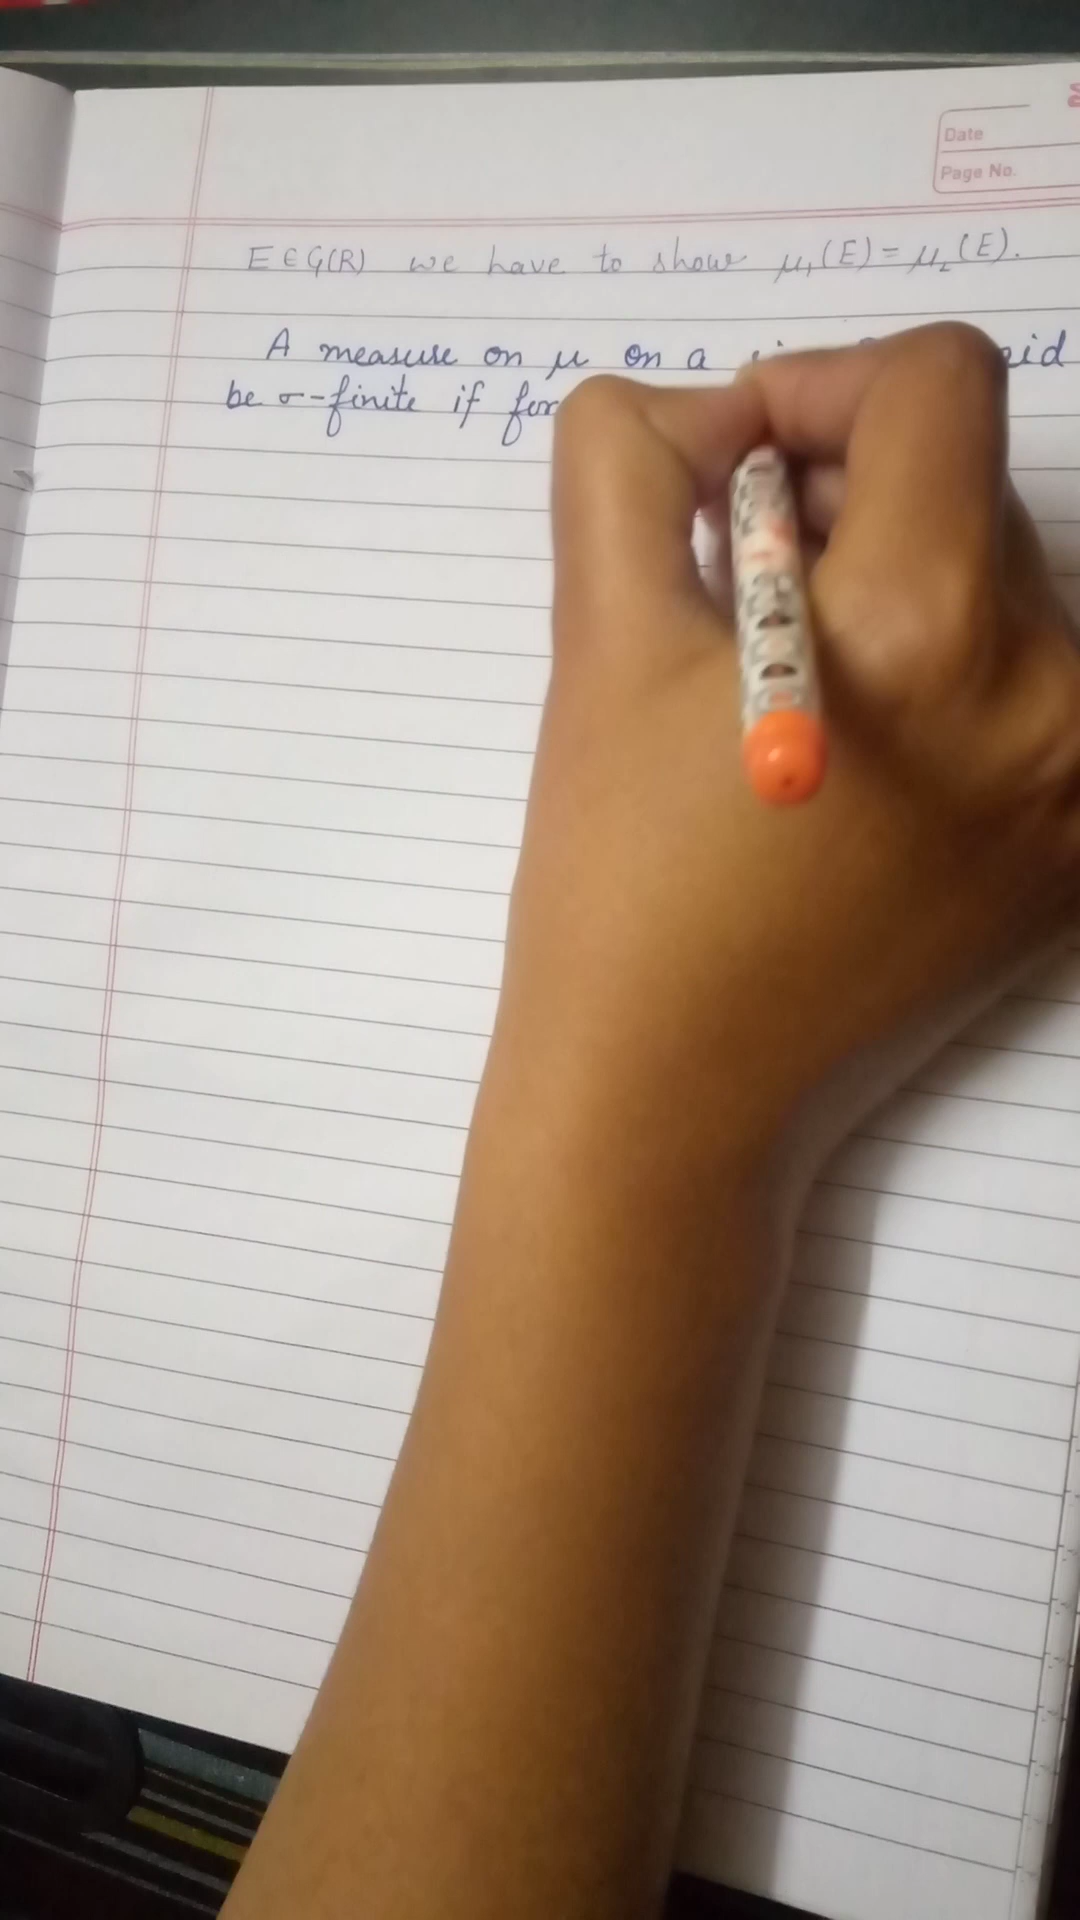 Date
Page No.
E ∈ G(R) we have to show μ₁(E) = μ₂(E).
A measure on μ on a
be σ-finite if for